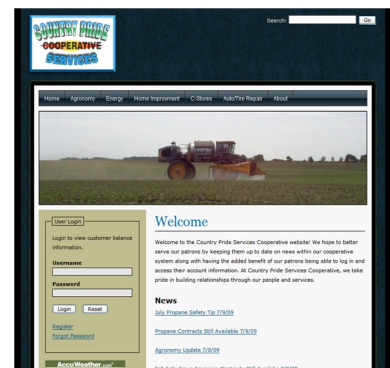 Search:
Go
COUNTRY PRIDE
COOPERATIVE
SERVICES
Home Agronomy Energy Home Improvment C-Stores Auto/Tire Repair About
User Login
Login to view customer balance
information.
Username
Password
Login Reset
Register
Forgot Password
AccuWeather.com
Welcome
Welcome to the Country Pride Services Cooperative website! We hope to better
serve our patrons by keeping them up to date on news within our cooperative
system along with having the added benefit of our patrons being able to log in and
access their account information. At Country Pride Services Cooperative, we take
pride in building relationships through our people and services.
News
July Propane Safety Tip 7/9/09
Propane Contracts Still Available 7/9/09
Agronomy Update 7/8/09